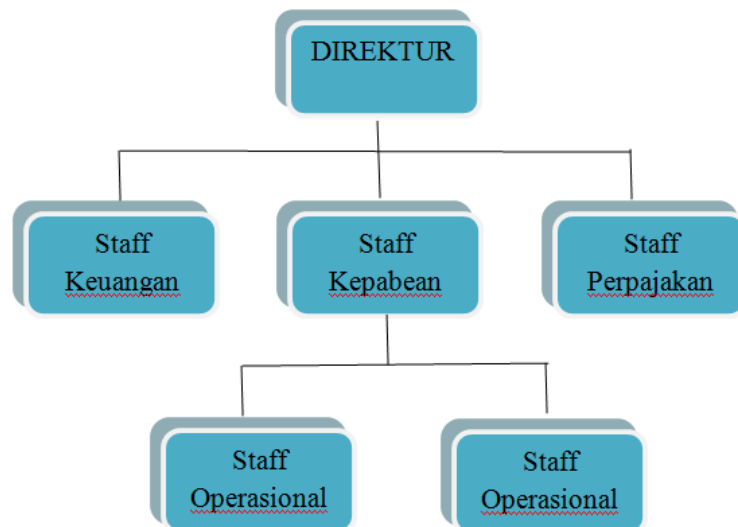 DIREKTUR
Staff
Keuangan
Staff
Kepabean
Staff
Perpajakan
Staff
Operasional
Staff
Operasional